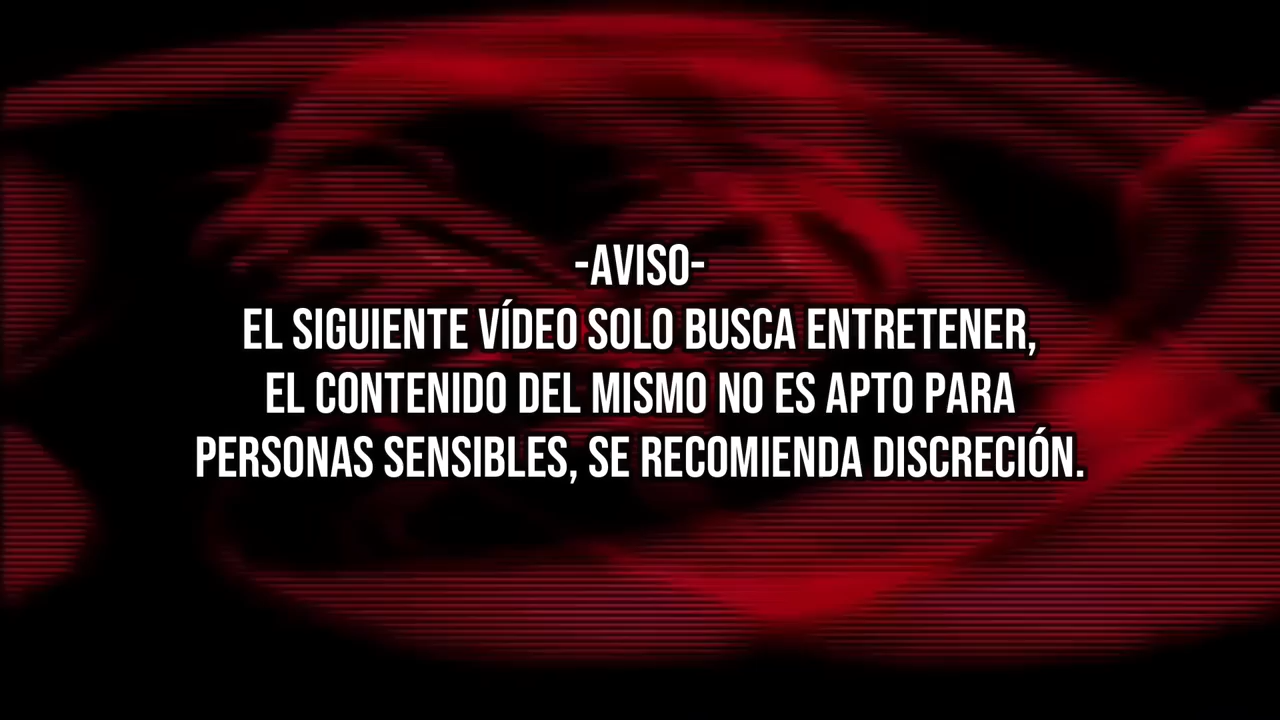 -AVISO-
EL SIGUIENTE VÍDEO SOLO BUSCA ENTRETENER,
EL CONTENIDO DEL MISMO NO ES APTO PARA
PERSONAS SENSIBLES, SE RECOMIENDA DISCRECIÓN.